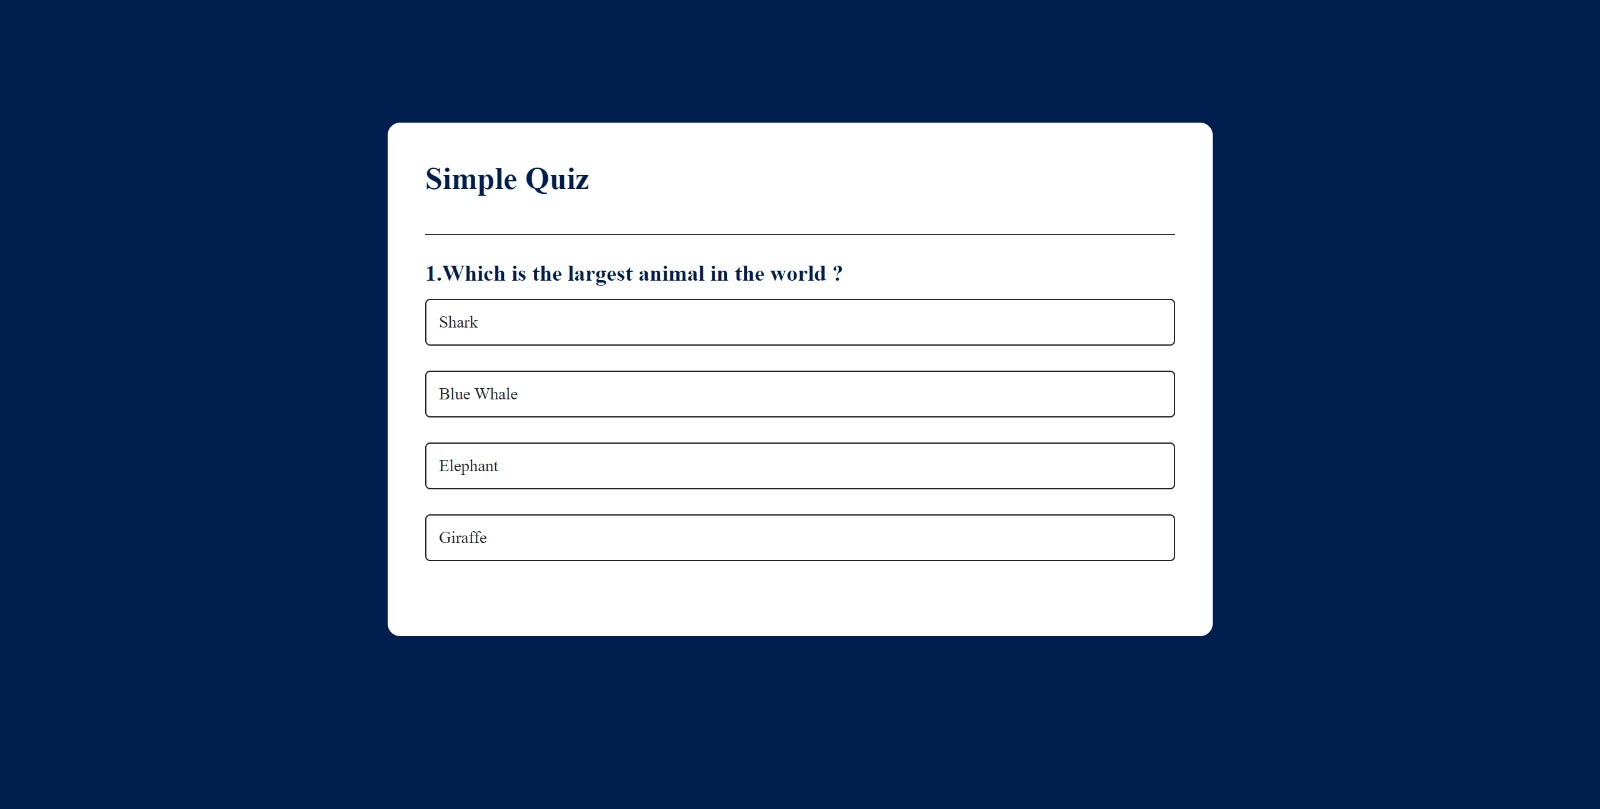 Simple Quiz
1.Which is the largest animal in the world ?
Shark
Blue Whale
Elephant
Giraffe